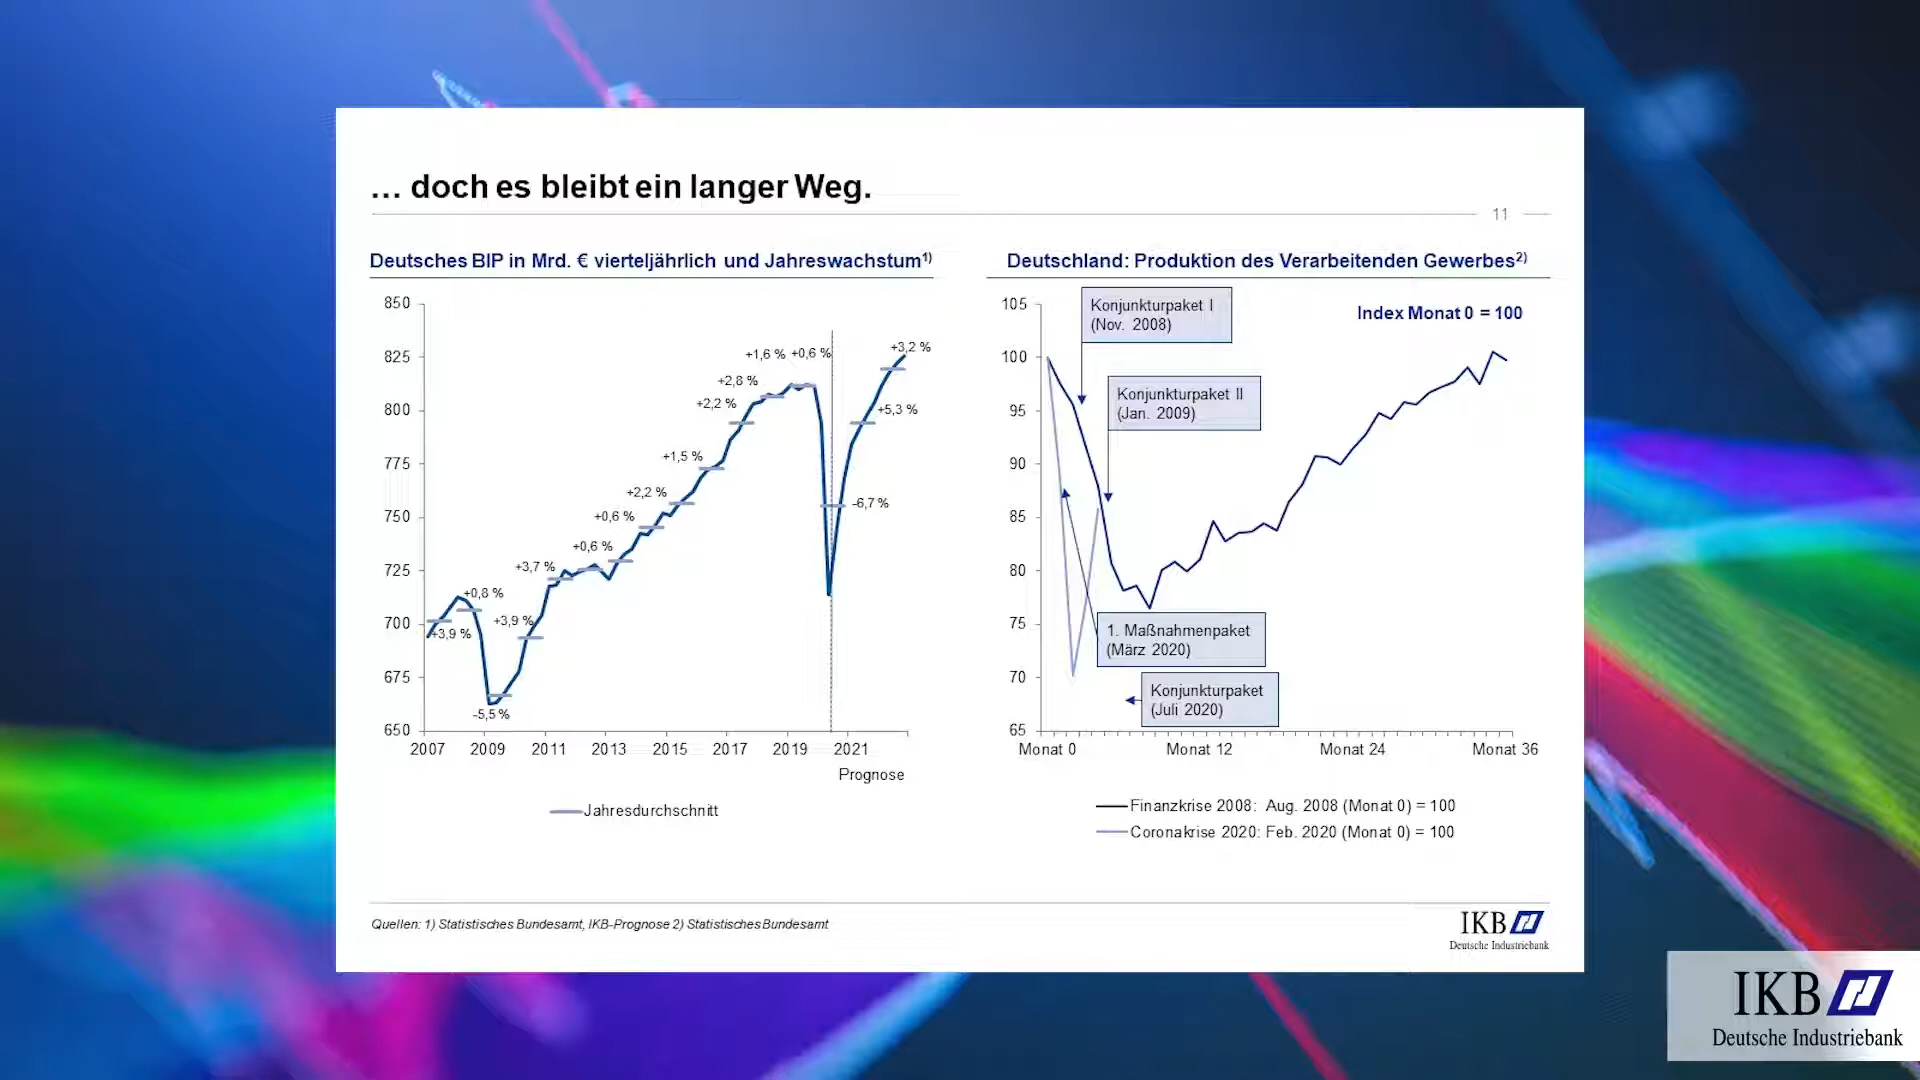 … doch es bleibt ein langer Weg.
11
Deutsches BIP in Mrd. € vierteljährlich und Jahreswachstum1)
850
825
800
775
750
725
700
675
650
+3,9 %
+0,8 %
-5,5 %
+3,9 %
+3,7 %
+0,6 %
+0,6 %
+2,2 %
+1,5 %
+2,2 %
+2,8 %
+1,6 % +0,6 %
-6,7 %
+5,3 %
+3,2 %
2007 2009 2011 2013 2015 2017 2019 2021
Prognose
Jahresdurchschnitt
Deutschland: Produktion des Verarbeitenden Gewerbes2)
Index Monat 0 = 100
105
100
95
90
85
80
75
70
65
Konjunkturpaket I
(Nov. 2008)
Konjunkturpaket II
(Jan. 2009)
1. Maßnahmenpaket
(März 2020)
Konjunkturpaket
(Juli 2020)
Monat 0 Monat 12 Monat 24 Monat 36
Finanzkrise 2008: Aug. 2008 (Monat 0) = 100
Coronakrise 2020: Feb. 2020 (Monat 0) = 100
Quellen: 1) Statistisches Bundesamt, IKB-Prognose 2) Statistisches Bundesamt
IKB
Deutsche Industriebank
IKB
Deutsche Industriebank